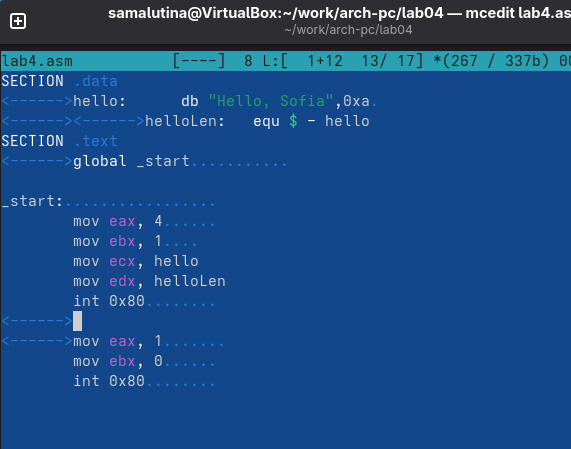 samalutina@VirtualBox:~/work/arch-pc/lab04 — mcedit lab4.as
~/work/arch-pc/lab04
lab4.asm [----] 8 L:[ 1+12 13/ 17] *(267 / 337b) 00
SECTION .data
<------>hello: db "Hello, Sofia",0xa.
<------><------>helloLen: equ $ - hello
SECTION .text
<------>global _start...........
_start:.................
mov eax, 4......
mov ebx, 1....
mov ecx, hello
mov edx, helloLen
int 0x80........
<------>
<------>mov eax, 1.......
mov ebx, 0......
int 0x80........